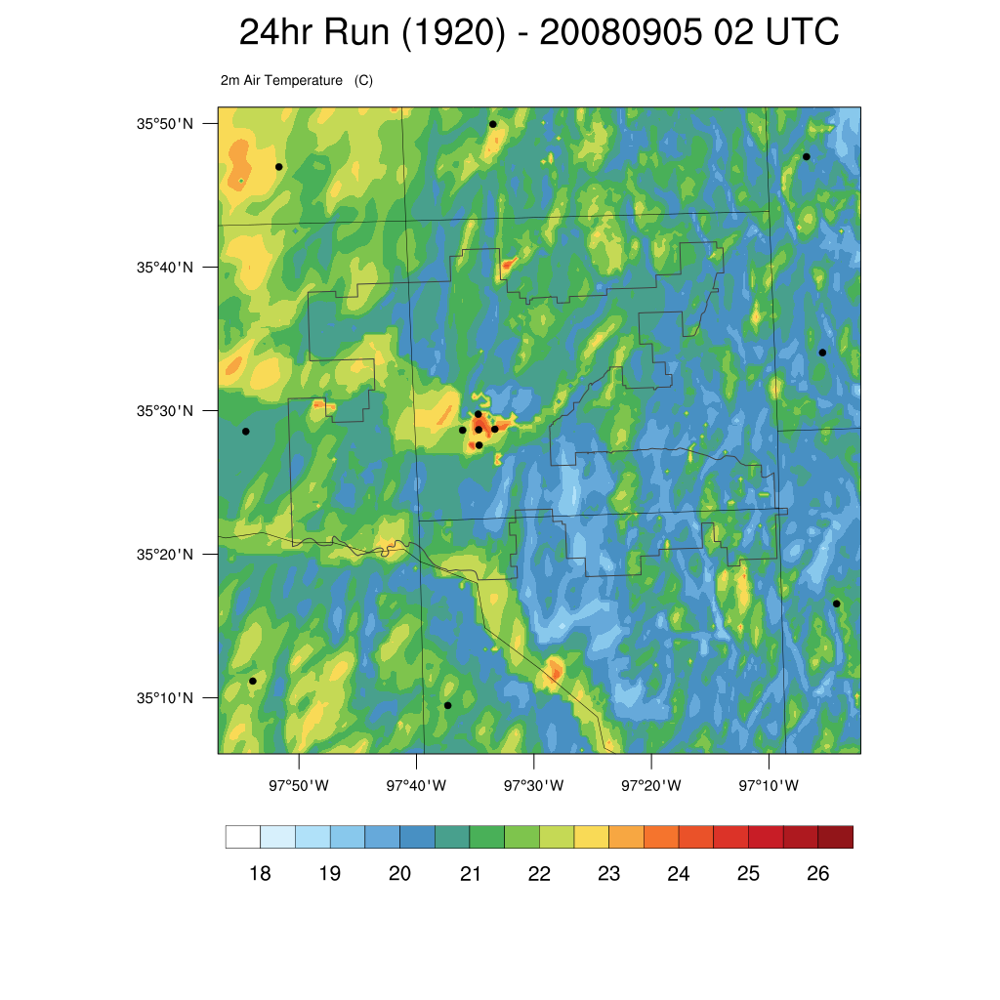 24hr Run (1920) - 20080905 02 UTC
2m Air Temperature (C)
35°50'N
35°40'N
35°30'N
35°20'N
35°10'N
97°50'W 97°40'W 97°30'W 97°20'W 97°10'W
18 19 20 21 22 23 24 25 26